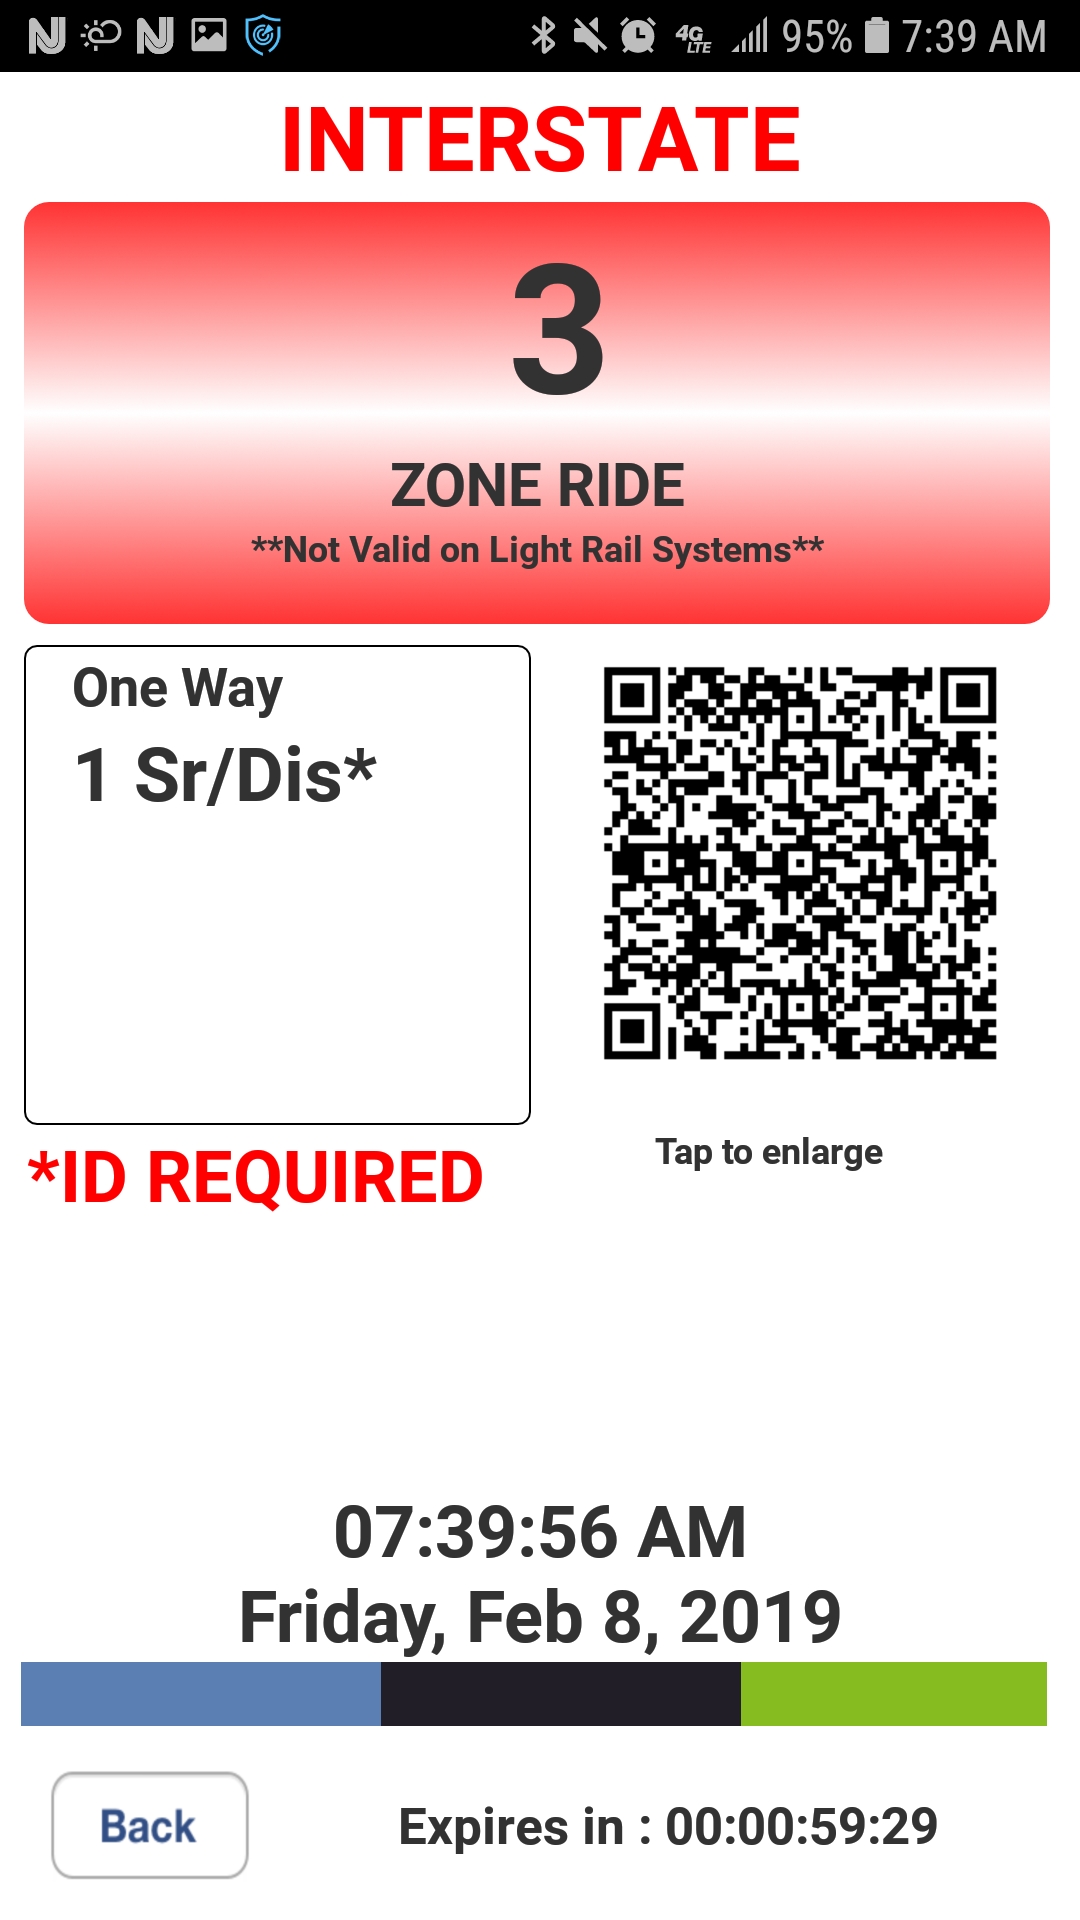 95% 7:39 AM
INTERSTATE
3
ZONE RIDE
**Not Valid on Light Rail Systems**
One Way
1 Sr/Dis*
Tap to enlarge
*ID REQUIRED
07:39:56 AM
Friday, Feb 8, 2019
Back
Expires in : 00:00:59:29